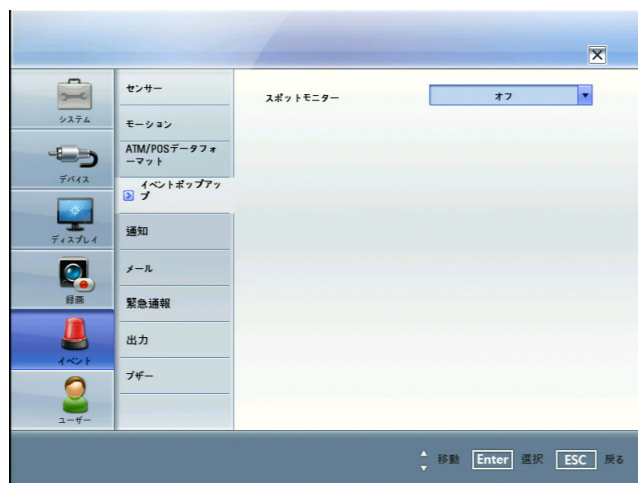 システム
デバイス
ディスプレイ
録画
イベント
ユーザー
センサー
モーション
ATM/POSデータフォ
ーマット
イベントポップアッ
プ
通知
メール
緊急通報
出力
ブザー
スポットモニター
オフ
移動 Enter 選択 ESC 戻る